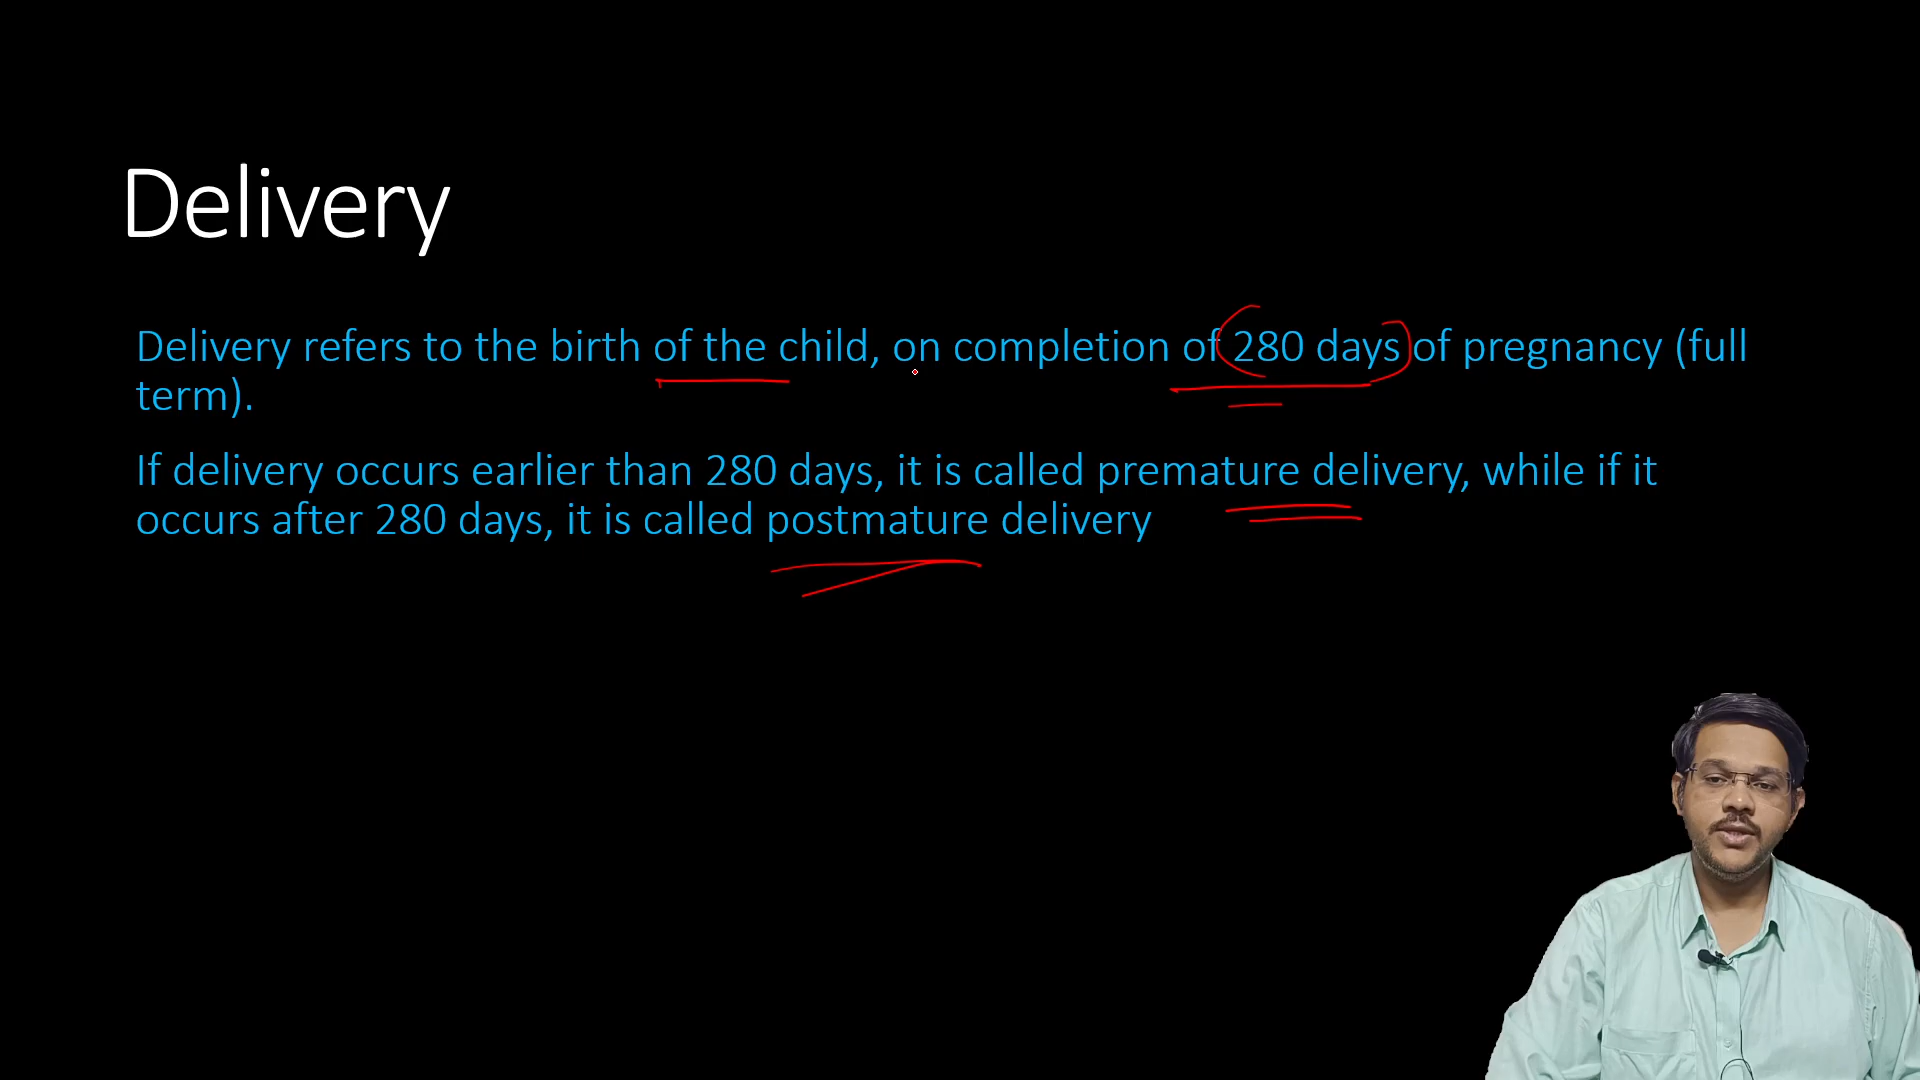 Delivery
Delivery refers to the birth of the child, on completion of 280 days of pregnancy (full
term).
If delivery occurs earlier than 280 days, it is called premature delivery, while if it
occurs after 280 days, it is called postmature delivery